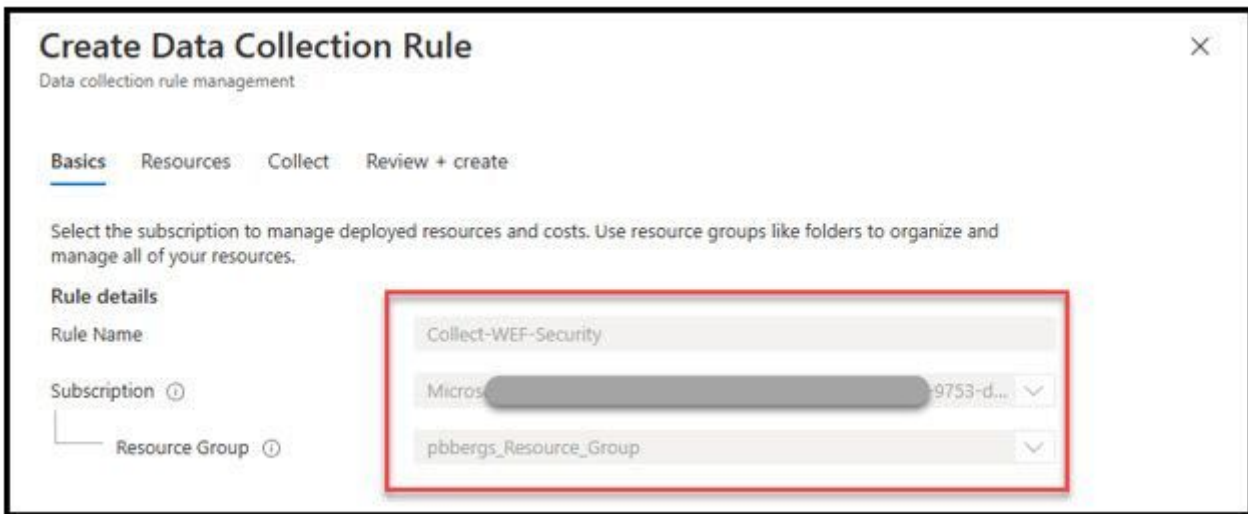 Create Data Collection Rule
Data collection rule management
Basics Resources Collect Review + create
Select the subscription to manage deployed resources and costs. Use resource groups like folders to organize and
manage all of your resources.
Rule details
Rule Name Collect-WEF-Security
Subscription Micros -9753-d...
Resource Group pbbergs_Resource_Group